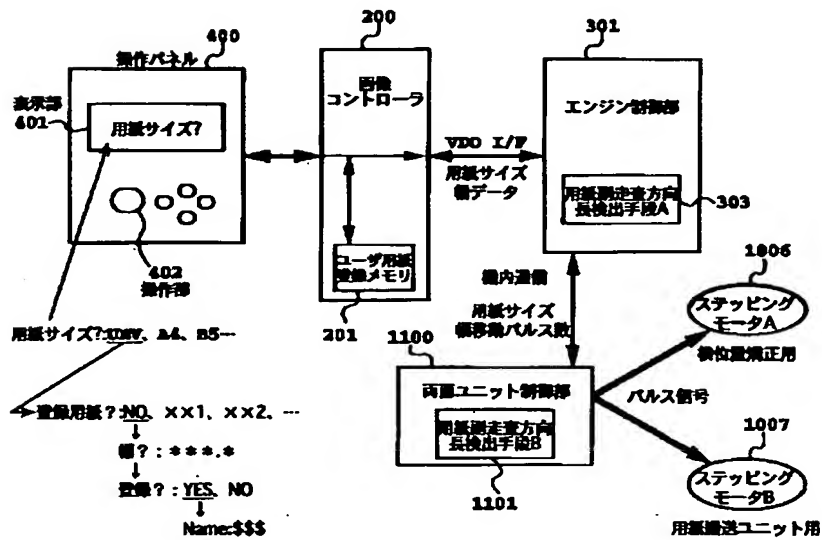 400
操作パネル
表示部
401
用紙サイズ?
402
操作部
200
画像
コントローラ
ユーザ用紙
登録メモリ
201
VDO I/F
用紙サイズ
幅データ
301
エンジン制御部
用紙副走査方向
長検出手段A
303
機内通信
用紙サイズ
幅移動パルス数
1100
両面ユニット制御部
用紙副走査方向
長検出手段B
1101
パルス信号
1006
ステッピング
モータA
横位置矯正用
1007
ステッピング
モータB
用紙搬送ユニット用
用紙サイズ?:UNV、A4、B5…
登録用紙?:NO、××1、××2、…
幅?:***.*
登録?:YES、NO
Name:$$$